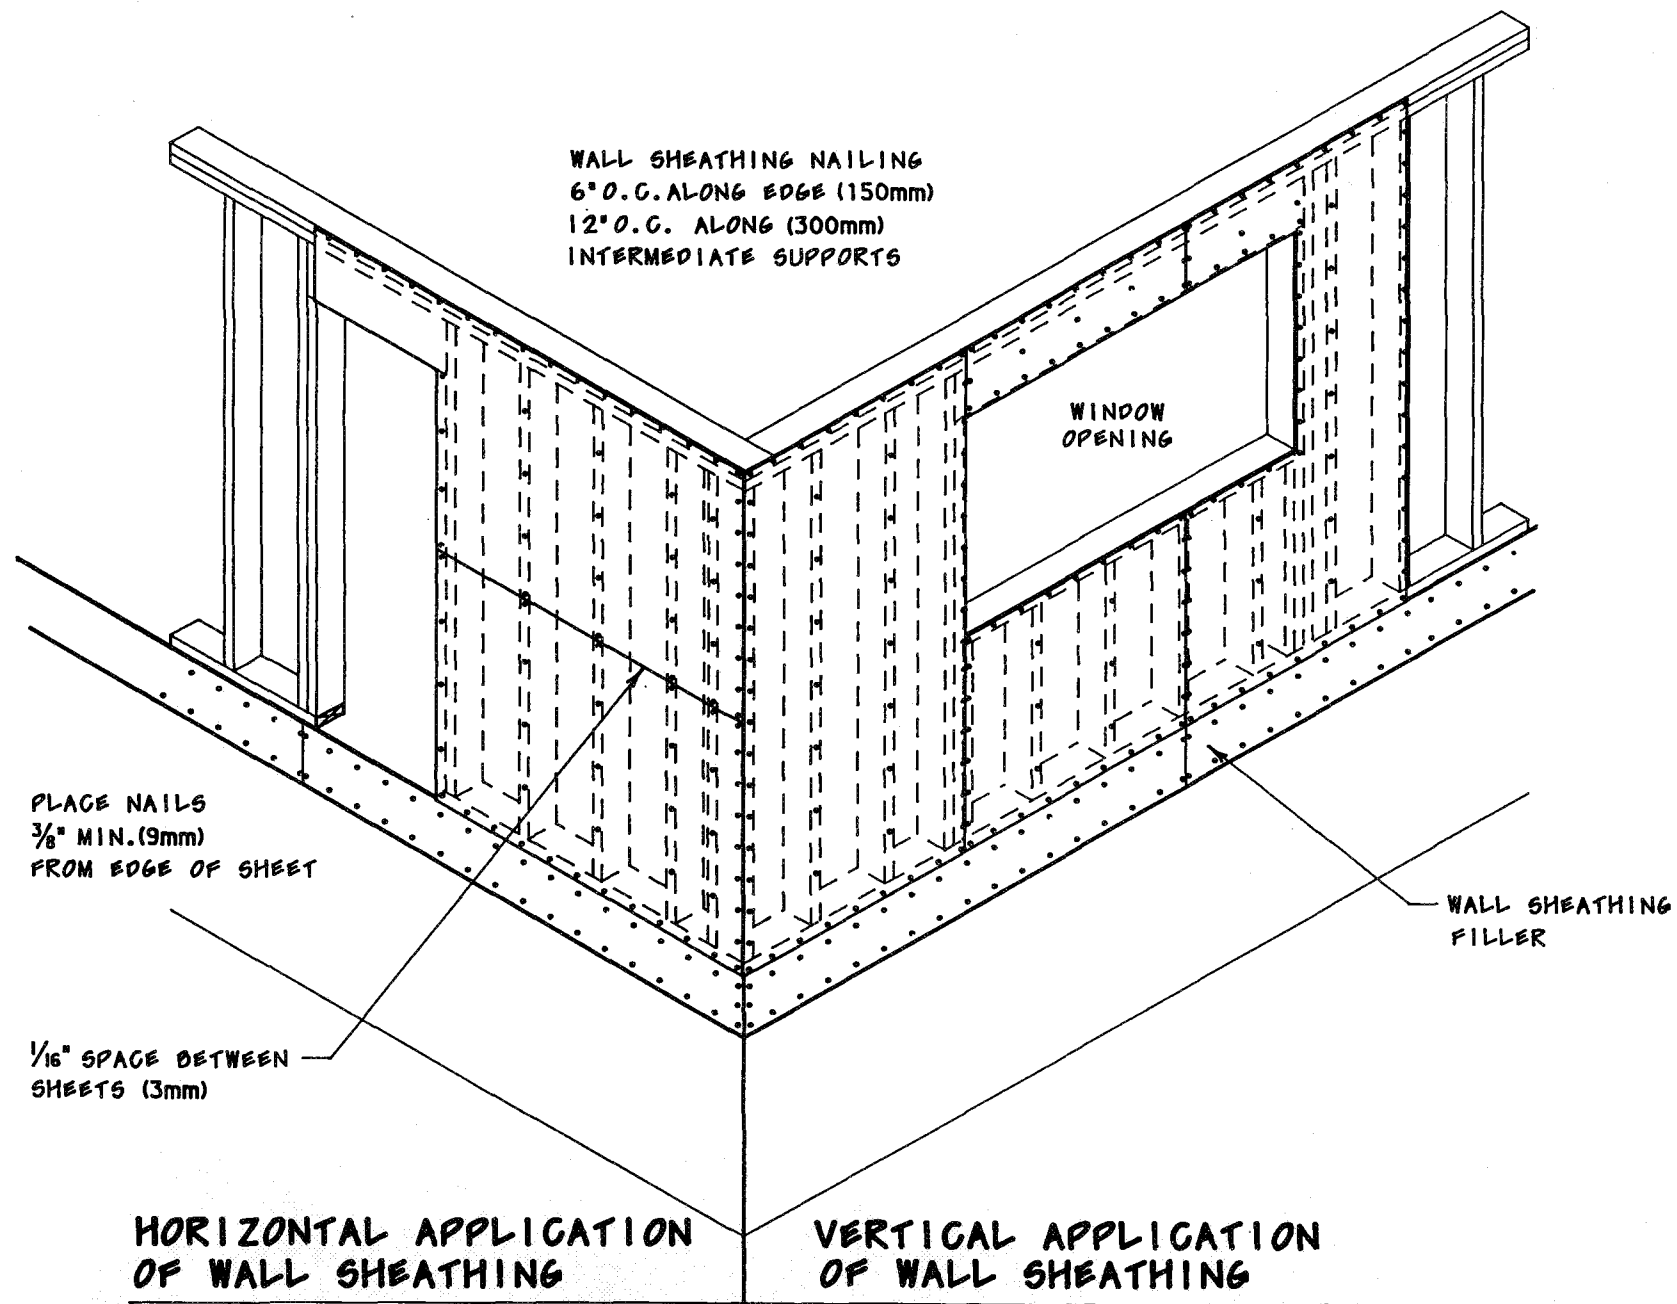 WALL SHEATHING NAILING
6" O.C. ALONG EDGE (150mm)
12" O.C. ALONG (300mm)
INTERMEDIATE SUPPORTS
WINDOW
OPENING
PLACE NAILS
3/8" MIN. (9mm)
FROM EDGE OF SHEET
WALL SHEATHING
FILLER
1/16" SPACE BETWEEN
SHEETS (3mm)
HORIZONTAL APPLICATION
OF WALL SHEATHING
VERTICAL APPLICATION
OF WALL SHEATHING